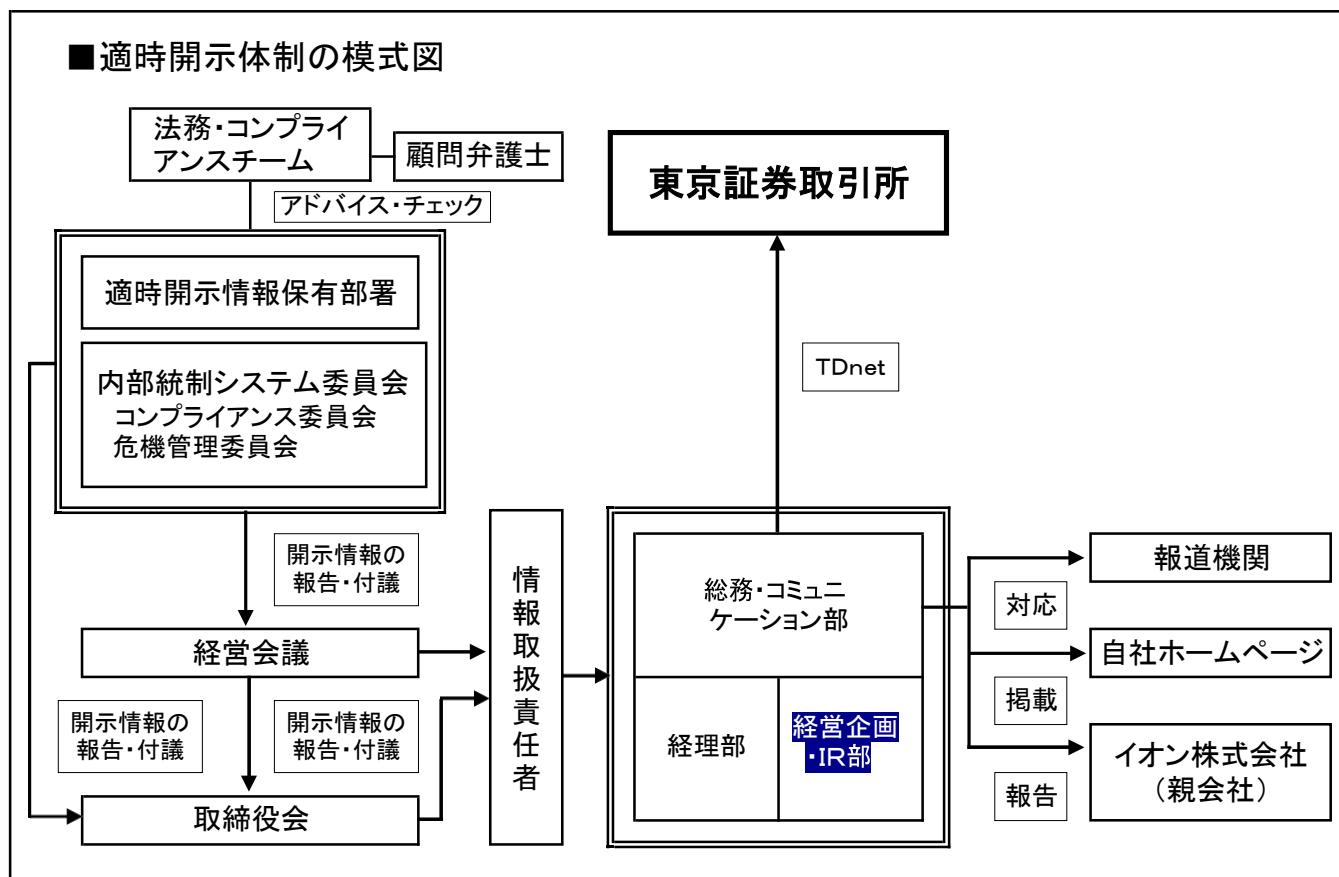 ■適時開示体制の模式図
法務・コンプライ
アンスチーム
顧問弁護士
アドバイス・チェック
東京証券取引所
適時開示情報保有部署
内部統制システム委員会
コンプライアンス委員会
危機管理委員会
TDnet
開示情報の
報告・付議
経営会議
開示情報の
報告・付議
開示情報の
報告・付議
取締役会
情報取扱責任者
総務・コミュニ
ケーション部
経理部
経営企画
・IR部
報道機関
対応
自社ホームページ
掲載
イオン株式会社
（親会社）
報告